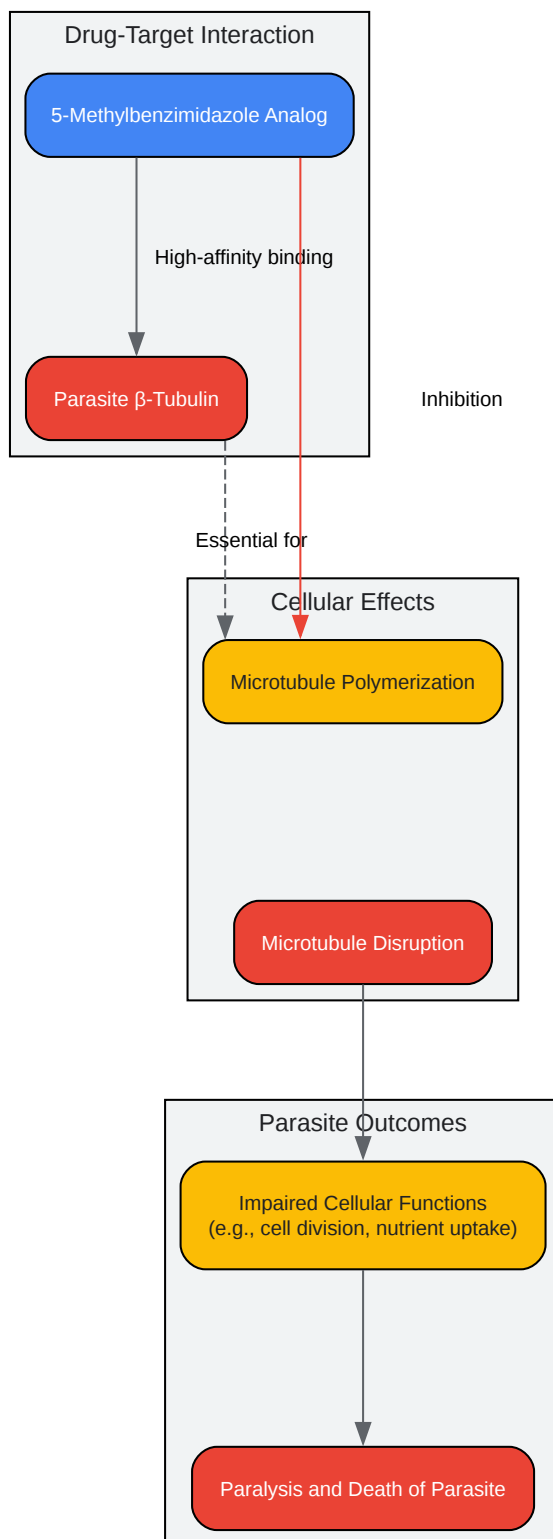 Drug-Target Interaction
5-Methylbenzimidazole Analog
High-affinity binding
Parasite β-Tubulin
Inhibition
Essential for
Cellular Effects
Microtubule Polymerization
Microtubule Disruption
Parasite Outcomes
Impaired Cellular Functions
(e.g., cell division, nutrient uptake)
Paralysis and Death of Parasite